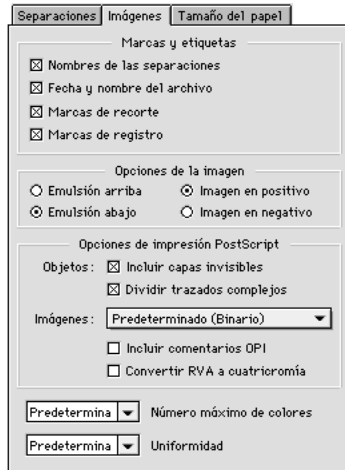 Separaciones Imágenes Tamaño del papel
Marcas y etiquetas
Nombres de las separaciones
Fecha y nombre del archivo
Marcas de recorte
Marcas de registro
Opciones de la imagen
Emulsión arriba Imagen en positivo
Emulsión abajo Imagen en negativo
Opciones de impresión PostScript
Objetos: Incluir capas invisibles
Dividir trazados complejos
Imágenes: Predeterminado (Binario)
Incluir comentarios OPI
Convertir RVA a cuatricromía
Predetermina Número máximo de colores
Predetermina Uniformidad